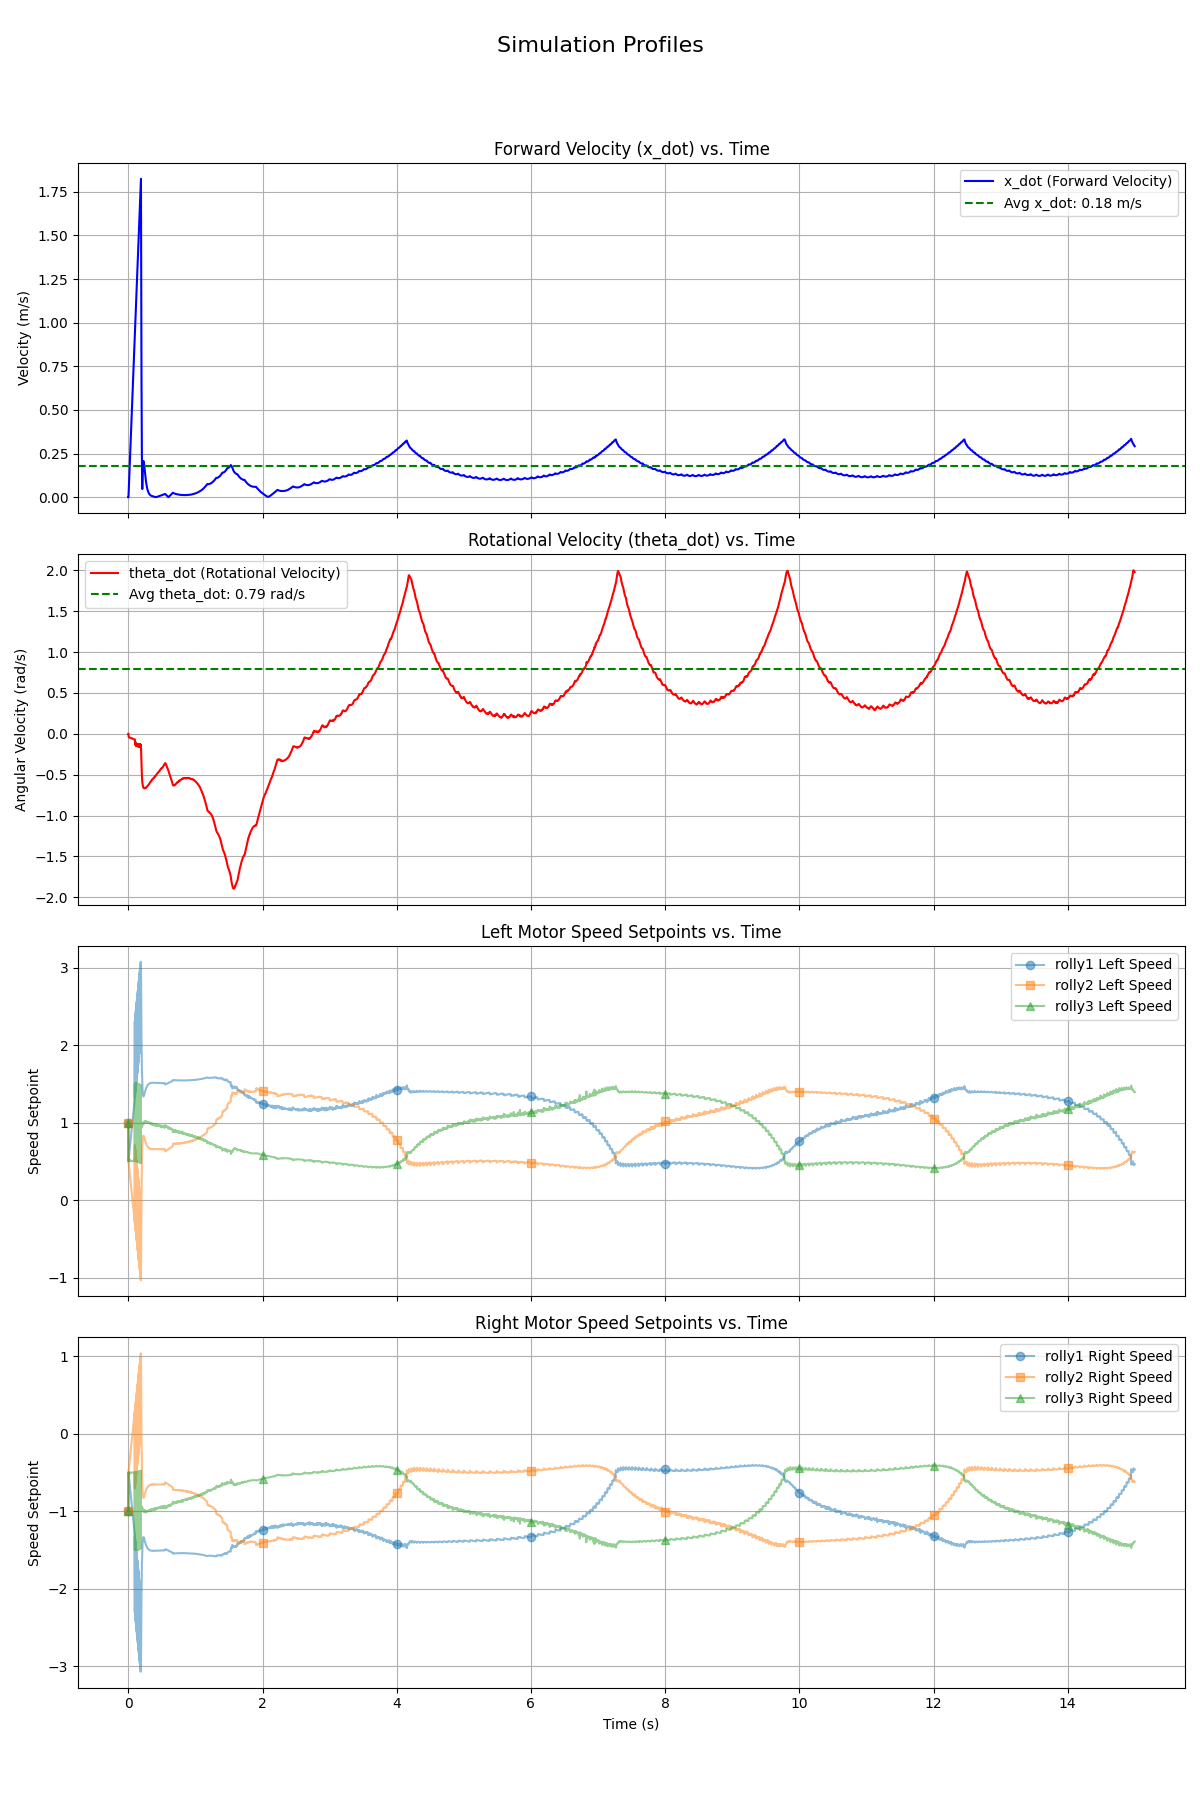 Simulation Profiles
Forward Velocity (x_dot) vs. Time
Velocity (m/s)
1.75
1.50
1.25
1.00
0.75
0.50
0.25
0.00
x_dot (Forward Velocity)
Avg x_dot: 0.18 m/s
Rotational Velocity (theta_dot) vs. Time
Angular Velocity (rad/s)
2.0
1.5
1.0
0.5
0.0
−0.5
−1.0
−1.5
−2.0
theta_dot (Rotational Velocity)
Avg theta_dot: 0.79 rad/s
Left Motor Speed Setpoints vs. Time
Speed Setpoint
3
2
1
0
−1
rolly1 Left Speed
rolly2 Left Speed
rolly3 Left Speed
Right Motor Speed Setpoints vs. Time
Speed Setpoint
1
0
−1
−2
−3
rolly1 Right Speed
rolly2 Right Speed
rolly3 Right Speed
0 2 4 6 8 10 12 14
Time (s)